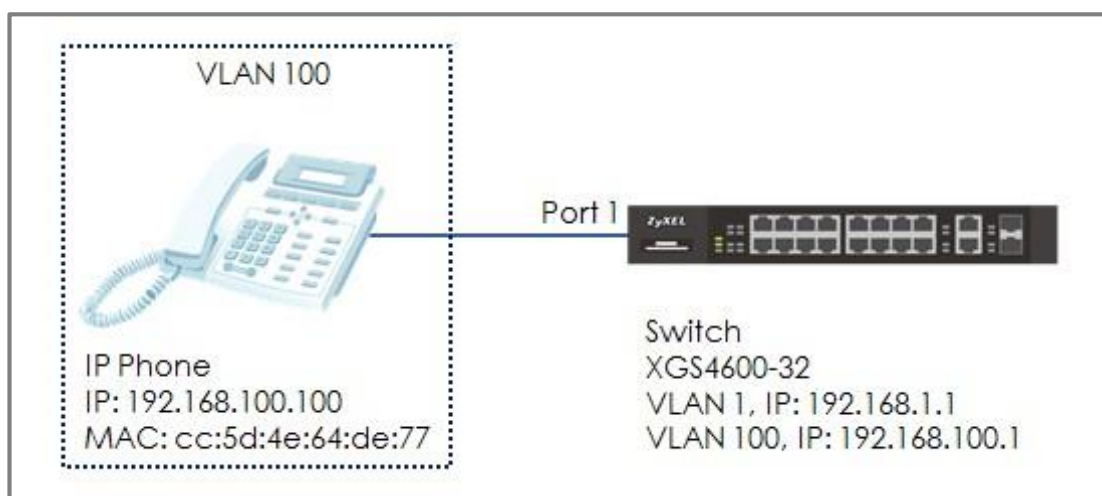 VLAN 100
Port 1
ZyXEL
IP Phone
IP: 192.168.100.100
MAC: cc:5d:4e:64:de:77
Switch
XGS4600-32
VLAN 1, IP: 192.168.1.1
VLAN 100, IP: 192.168.100.1